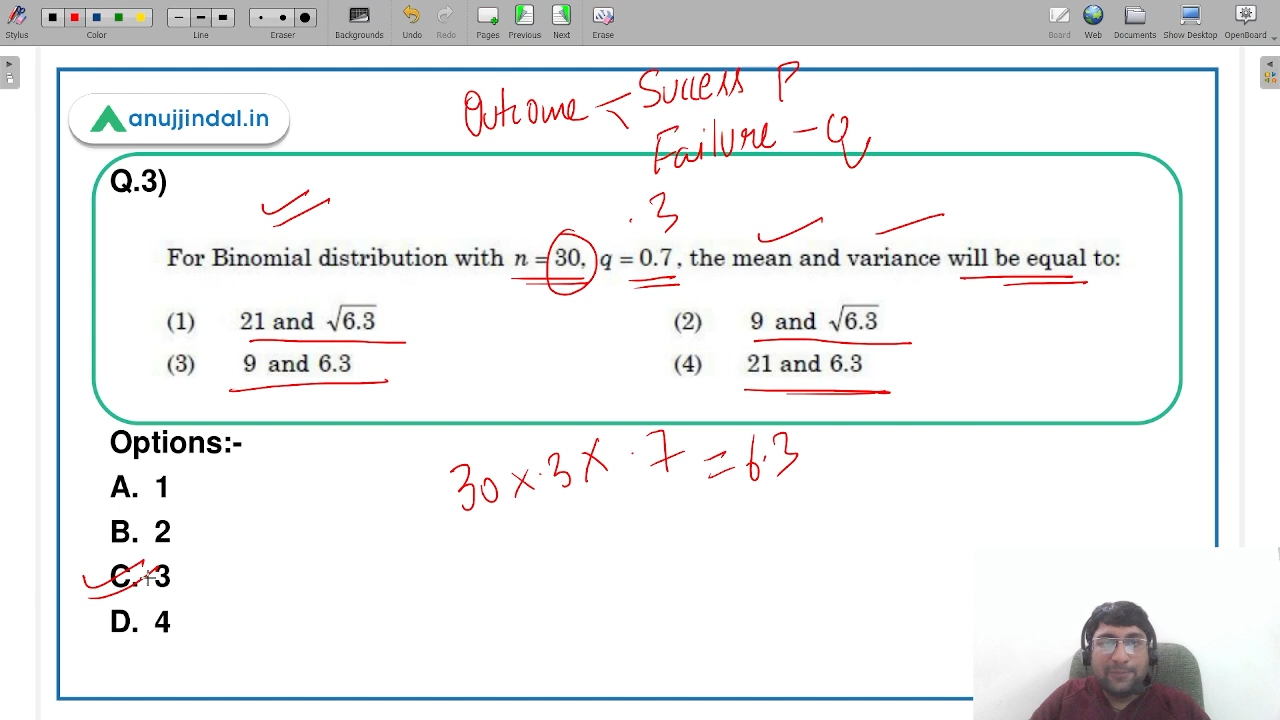 Stylus
Color
Line
Eraser
Backgrounds
Undo
Redo
Pages
Previous
Next
Erase
Board
Web
Documents
Show Desktop
OpenBoard
anujjindal.in
Outcome
Success P
Failure - Q
Q.3)
.3
For Binomial distribution with n = 30, q = 0.7, the mean and variance will be equal to:
(1) 21 and √6.3
(2) 9 and √6.3
(3) 9 and 6.3
(4) 21 and 6.3
Options:-
30 x .3 x .7 = 6.3
A. 1
B. 2
C. 3
D. 4